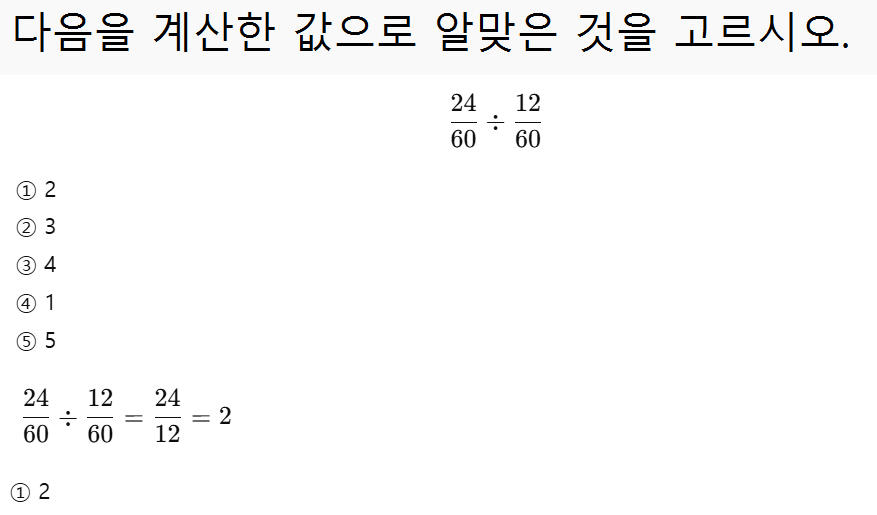 다음을 계산한 값으로 알맞은 것을 고르시오.
24/60 ÷ 12/60
① 2
② 3
③ 4
④ 1
⑤ 5
24/60 ÷ 12/60 = 24/12 = 2
① 2